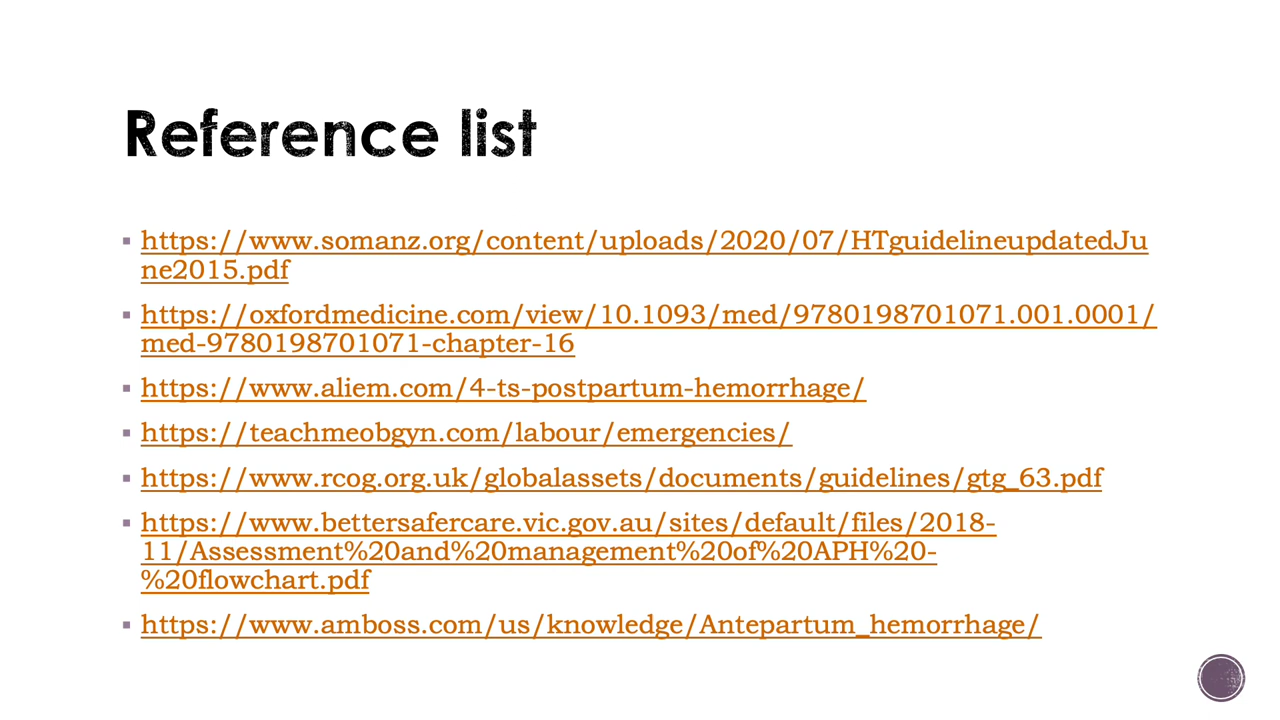 Reference list
▪ https://www.somanz.org/content/uploads/2020/07/HTguidelineupdatedJu
ne2015.pdf
▪ https://oxfordmedicine.com/view/10.1093/med/9780198701071.001.0001/
med-9780198701071-chapter-16
▪ https://www.aliem.com/4-ts-postpartum-hemorrhage/
▪ https://teachmeobgyn.com/labour/emergencies/
▪ https://www.rcog.org.uk/globalassets/documents/guidelines/gtg_63.pdf
▪ https://www.bettersafercare.vic.gov.au/sites/default/files/2018-
11/Assessment%20and%20management%20of%20APH%20-
%20flowchart.pdf
▪ https://www.amboss.com/us/knowledge/Antepartum_hemorrhage/